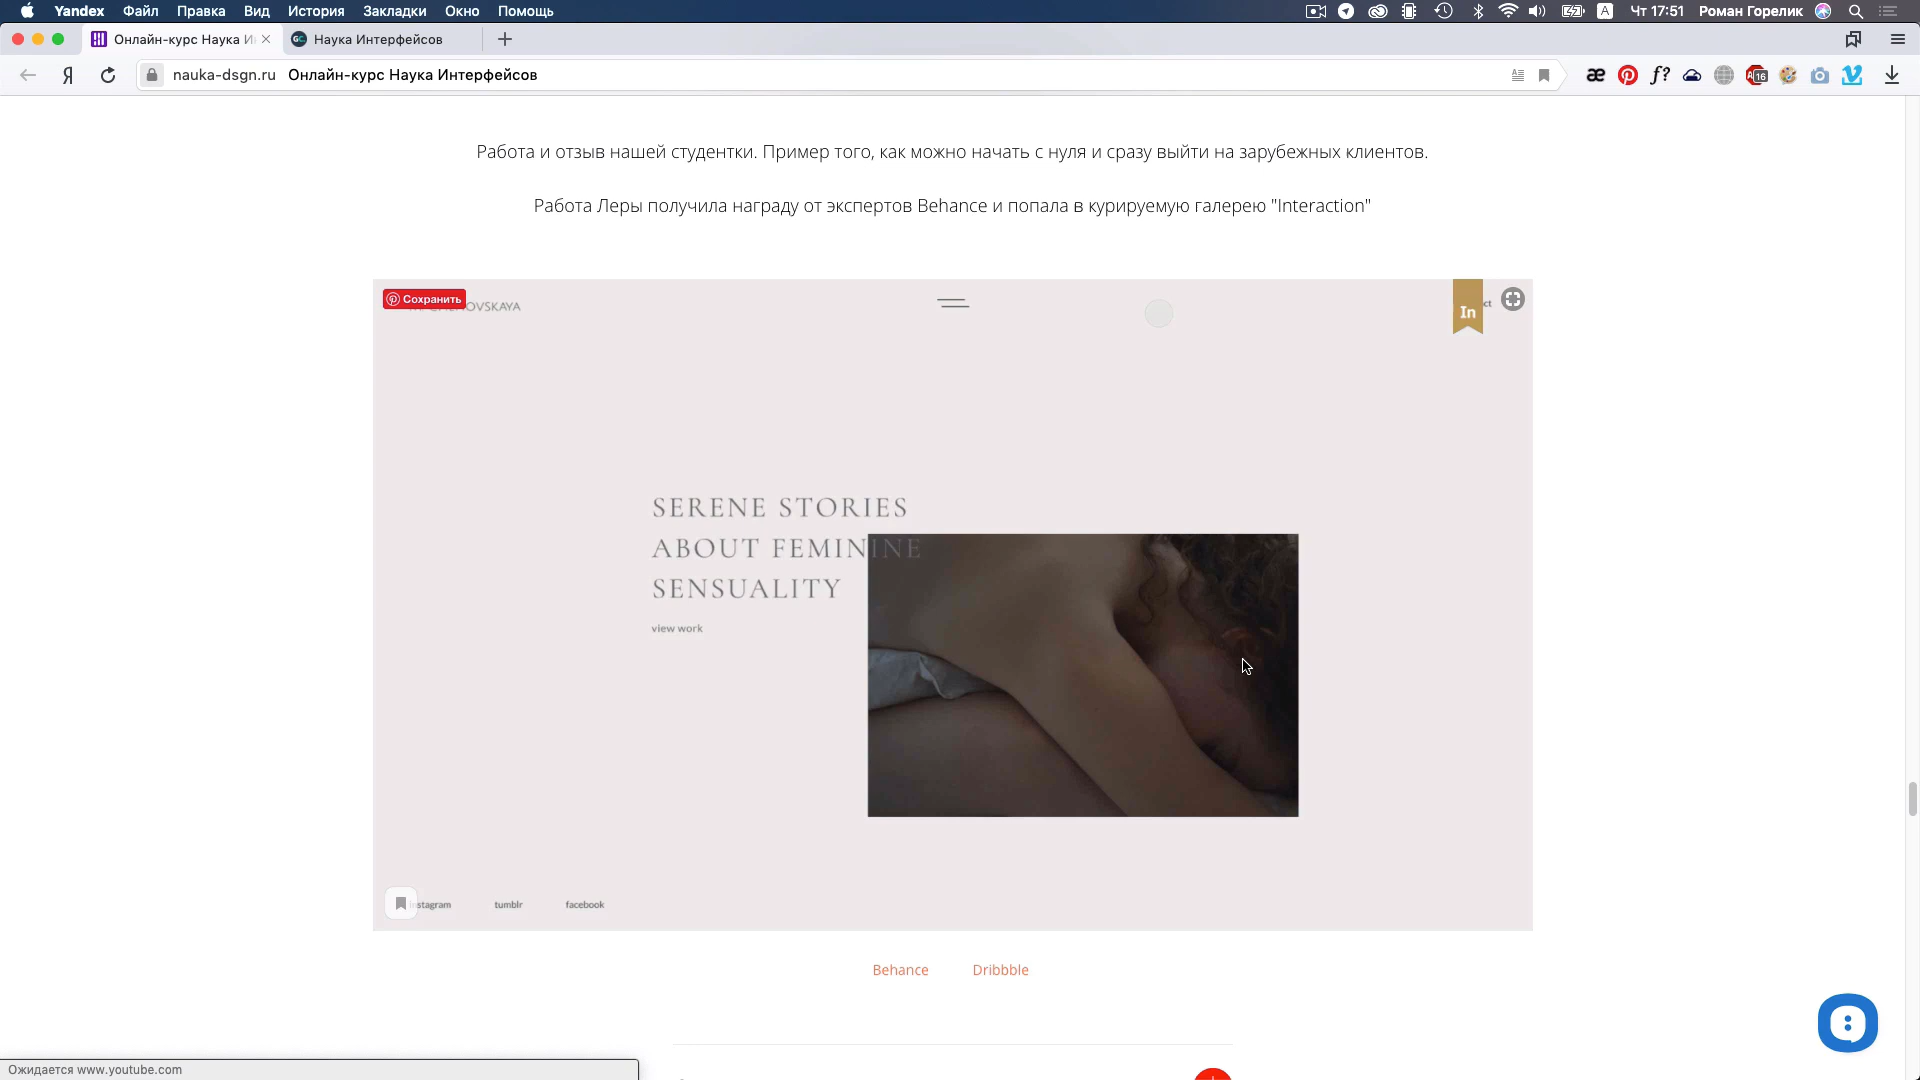 Yandex Файл Правка Вид История Закладки Окно Помощь Чт 17:51 Роман Горелик
Онлайн-курс Наука И
Наука Интерфейсов
nauka-dsgn.ru Онлайн-курс Наука Интерфейсов
16
Работа и отзыв нашей студентки. Пример того, как можно начать с нуля и сразу выйти на зарубежных клиентов.
Работа Леры получила награду от экспертов Behance и попала в курируемую галерею "Interaction"
Сохранить
In
SERENE STORIES
ABOUT FEMININE
SENSUALITY
view work
instagram tumblr facebook
Behance Dribbble
Ожидается www.youtube.com